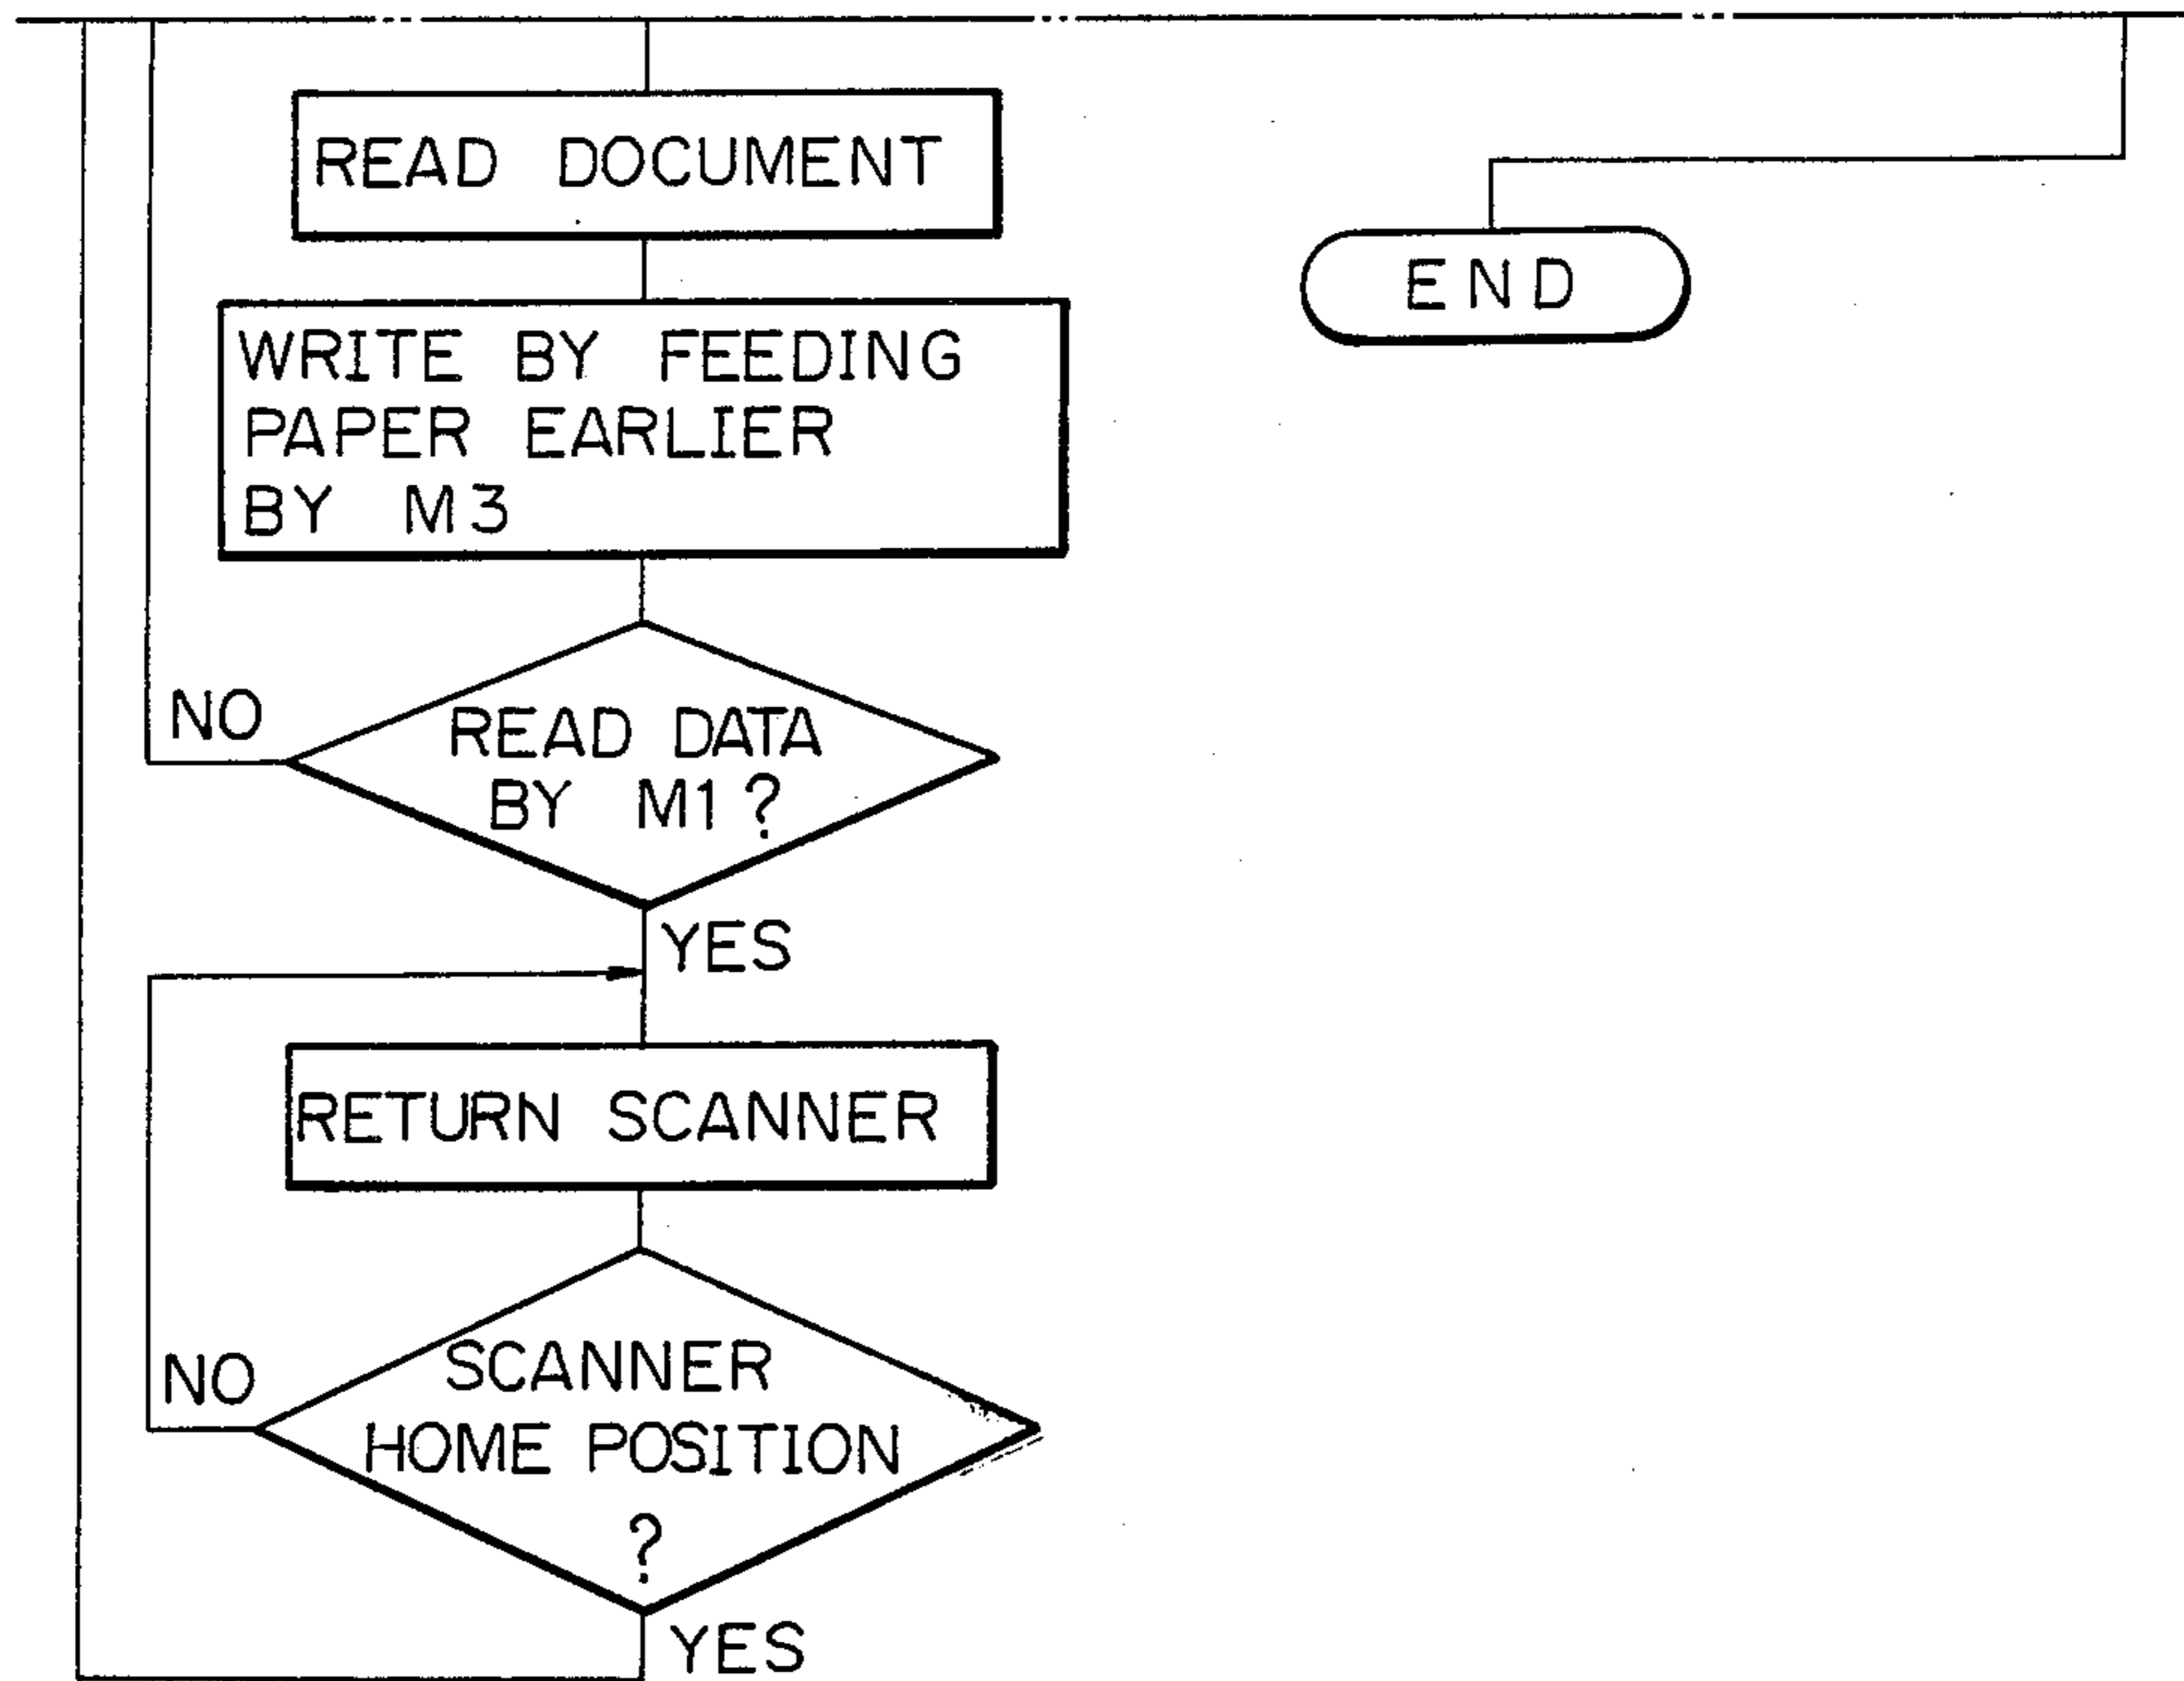 READ DOCUMENT
END
WRITE BY FEEDING
PAPER EARLIER
BY M3
NO
READ DATA
BY M1?
YES
RETURN SCANNER
NO
SCANNER
HOME POSITION
?
YES